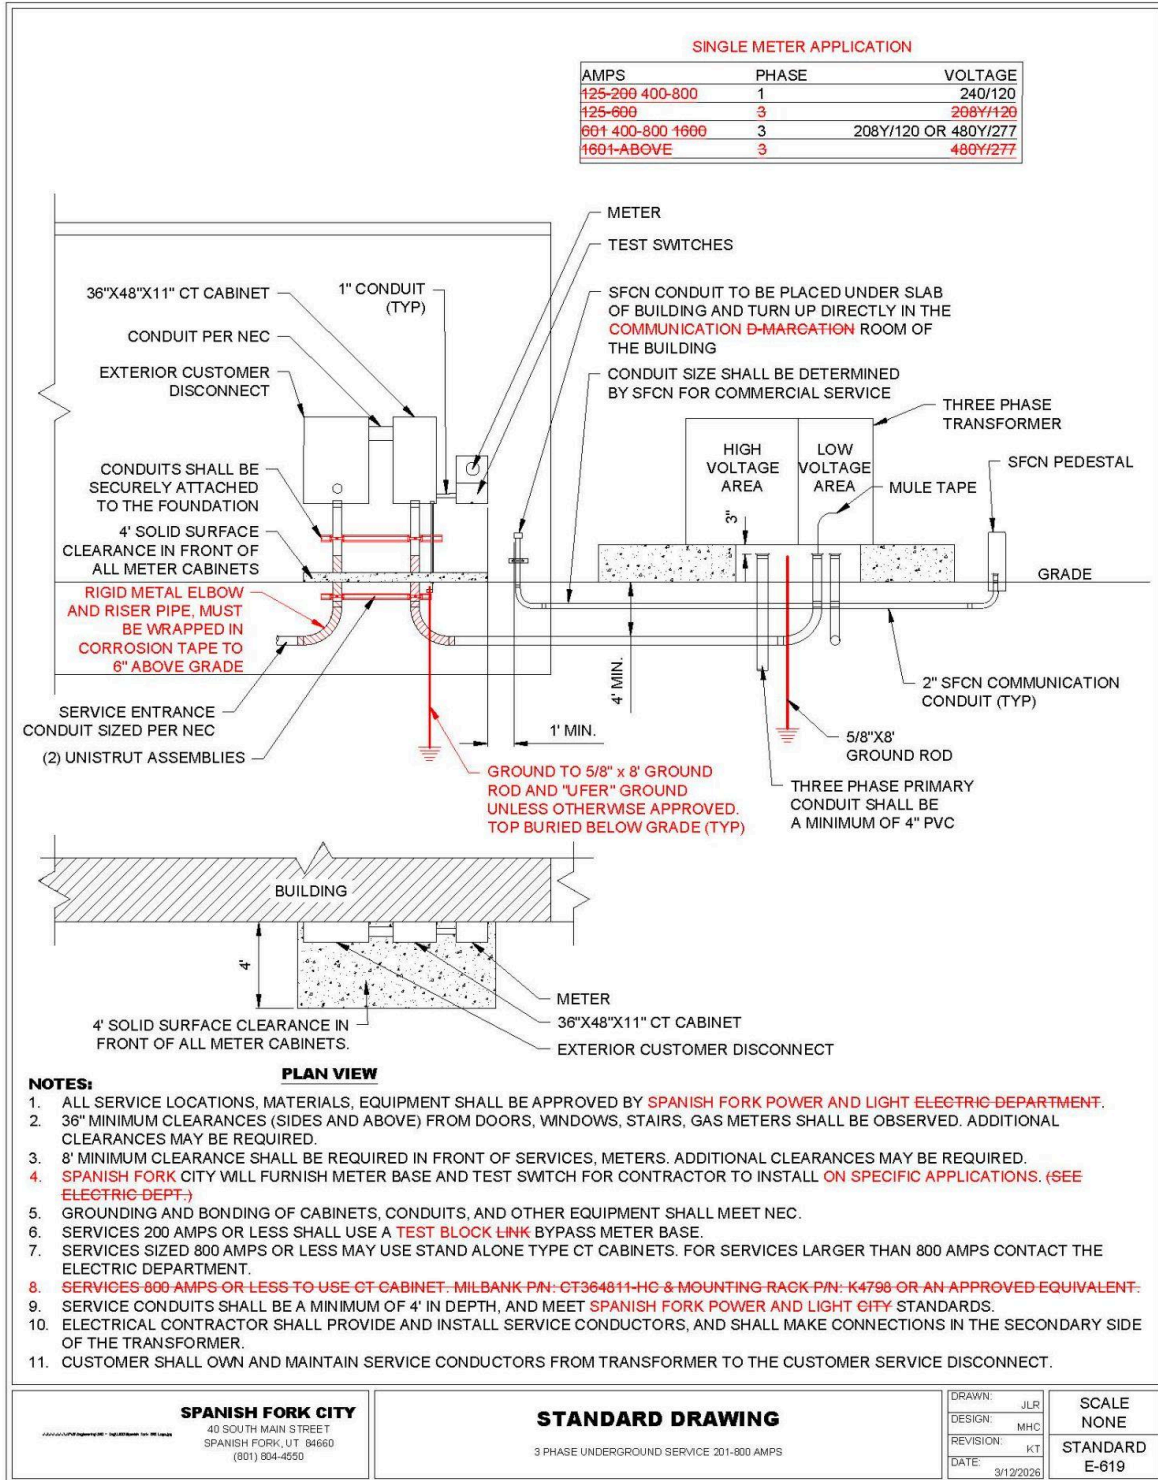 SINGLE METER APPLICATION
AMPS PHASE VOLTAGE
125-200 400-800 1 240/120
125-600 3 208Y/120
601 400-800 1600 3 208Y/120 OR 480Y/277
1601-ABOVE 3 480Y/277
METER
TEST SWITCHES
36"X48"X11" CT CABINET
1" CONDUIT
(TYP)
SFCN CONDUIT TO BE PLACED UNDER SLAB
OF BUILDING AND TURN UP DIRECTLY IN THE
COMMUNICATION D-MARCATION ROOM OF
THE BUILDING
CONDUIT PER NEC
EXTERIOR CUSTOMER
DISCONNECT
CONDUIT SIZE SHALL BE DETERMINED
BY SFCN FOR COMMERCIAL SERVICE
THREE PHASE
TRANSFORMER
HIGH
VOLTAGE
AREA
LOW
VOLTAGE
AREA
SFCN PEDESTAL
MULE TAPE
CONDUITS SHALL BE
SECURELY ATTACHED
TO THE FOUNDATION
3"
4' SOLID SURFACE
CLEARANCE IN FRONT OF
ALL METER CABINETS
GRADE
RIGID METAL ELBOW
AND RISER PIPE, MUST
BE WRAPPED IN
CORROSION TAPE TO
6" ABOVE GRADE
4' MIN.
2" SFCN COMMUNICATION
CONDUIT (TYP)
SERVICE ENTRANCE
CONDUIT SIZED PER NEC
1' MIN.
5/8"X8'
GROUND ROD
(2) UNISTRUT ASSEMBLIES
GROUND TO 5/8" x 8' GROUND
ROD AND "UFER" GROUND
UNLESS OTHERWISE APPROVED.
TOP BURIED BELOW GRADE (TYP)
THREE PHASE PRIMARY
CONDUIT SHALL BE
A MINIMUM OF 4" PVC
BUILDING
4'
METER
36"X48"X11" CT CABINET
EXTERIOR CUSTOMER DISCONNECT
4' SOLID SURFACE CLEARANCE IN
FRONT OF ALL METER CABINETS.
PLAN VIEW
NOTES:
1. ALL SERVICE LOCATIONS, MATERIALS, EQUIPMENT SHALL BE APPROVED BY SPANISH FORK POWER AND LIGHT ELECTRIC DEPARTMENT.
2. 36" MINIMUM CLEARANCES (SIDES AND ABOVE) FROM DOORS, WINDOWS, STAIRS, GAS METERS SHALL BE OBSERVED. ADDITIONAL
CLEARANCES MAY BE REQUIRED.
3. 8' MINIMUM CLEARANCE SHALL BE REQUIRED IN FRONT OF SERVICES, METERS. ADDITIONAL CLEARANCES MAY BE REQUIRED.
4. SPANISH FORK CITY WILL FURNISH METER BASE AND TEST SWITCH FOR CONTRACTOR TO INSTALL ON SPECIFIC APPLICATIONS. (SEE
ELECTRIC DEPT.)
5. GROUNDING AND BONDING OF CABINETS, CONDUITS, AND OTHER EQUIPMENT SHALL MEET NEC.
6. SERVICES 200 AMPS OR LESS SHALL USE A TEST BLOCK LINK BYPASS METER BASE.
7. SERVICES SIZED 800 AMPS OR LESS MAY USE STAND ALONE TYPE CT CABINETS. FOR SERVICES LARGER THAN 800 AMPS CONTACT THE
ELECTRIC DEPARTMENT.
8. SERVICES 800 AMPS OR LESS TO USE CT CABINET. MILBANK P/N: CT364811-HC & MOUNTING RACK P/N: K4798 OR AN APPROVED EQUIVALENT.
9. SERVICE CONDUITS SHALL BE A MINIMUM OF 4' IN DEPTH, AND MEET SPANISH FORK POWER AND LIGHT CITY STANDARDS.
10. ELECTRICAL CONTRACTOR SHALL PROVIDE AND INSTALL SERVICE CONDUCTORS, AND SHALL MAKE CONNECTIONS IN THE SECONDARY SIDE
OF THE TRANSFORMER.
11. CUSTOMER SHALL OWN AND MAINTAIN SERVICE CONDUCTORS FROM TRANSFORMER TO THE CUSTOMER SERVICE DISCONNECT.
SPANISH FORK CITY
40 SOUTH MAIN STREET
SPANISH FORK, UT 84660
(801) 804-4550
STANDARD DRAWING
3 PHASE UNDERGROUND SERVICE 201-800 AMPS
DRAWN: JLR
DESIGN: MHC
REVISION: KT
DATE: 3/12/2026
SCALE
NONE
STANDARD
E-619